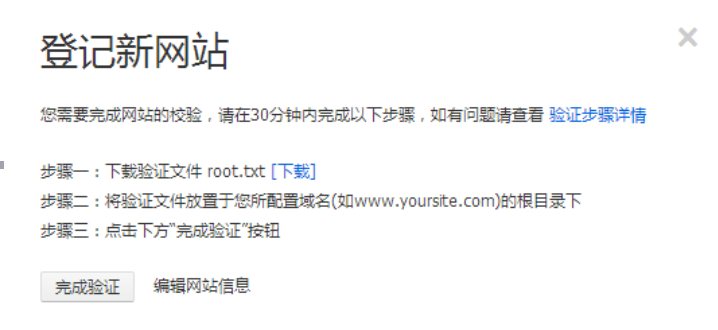 登记新网站
您需要完成网站的校验，请在30分钟内完成以下步骤，如有问题请查看 验证步骤详情
步骤一：下载验证文件 root.txt [下载]
步骤二：将验证文件放置于您所配置域名(如www.yoursite.com)的根目录下
步骤三：点击下方“完成验证”按钮
完成验证 编辑网站信息